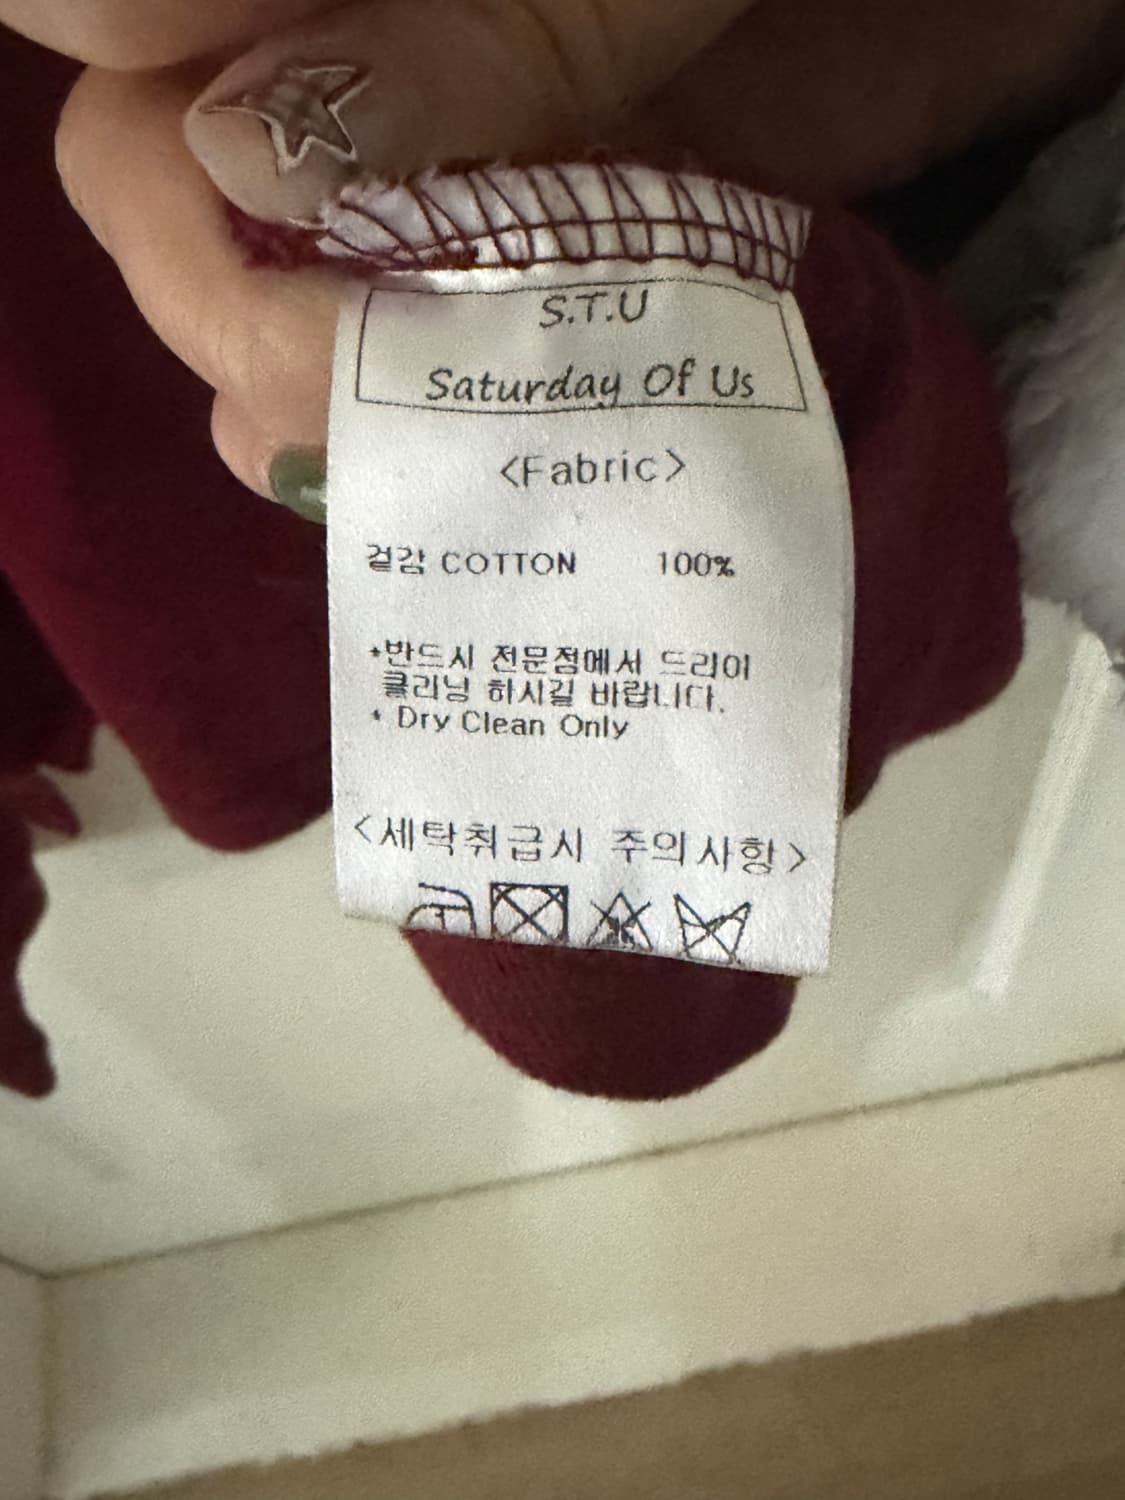 S.T.U
Saturday Of Us
<Fabric>
겉감 COTTON 100%
*반드시 전문점에서 드라이
클리닝 하시길 바랍니다.
* Dry Clean Only
<세탁취급시 주의사항>